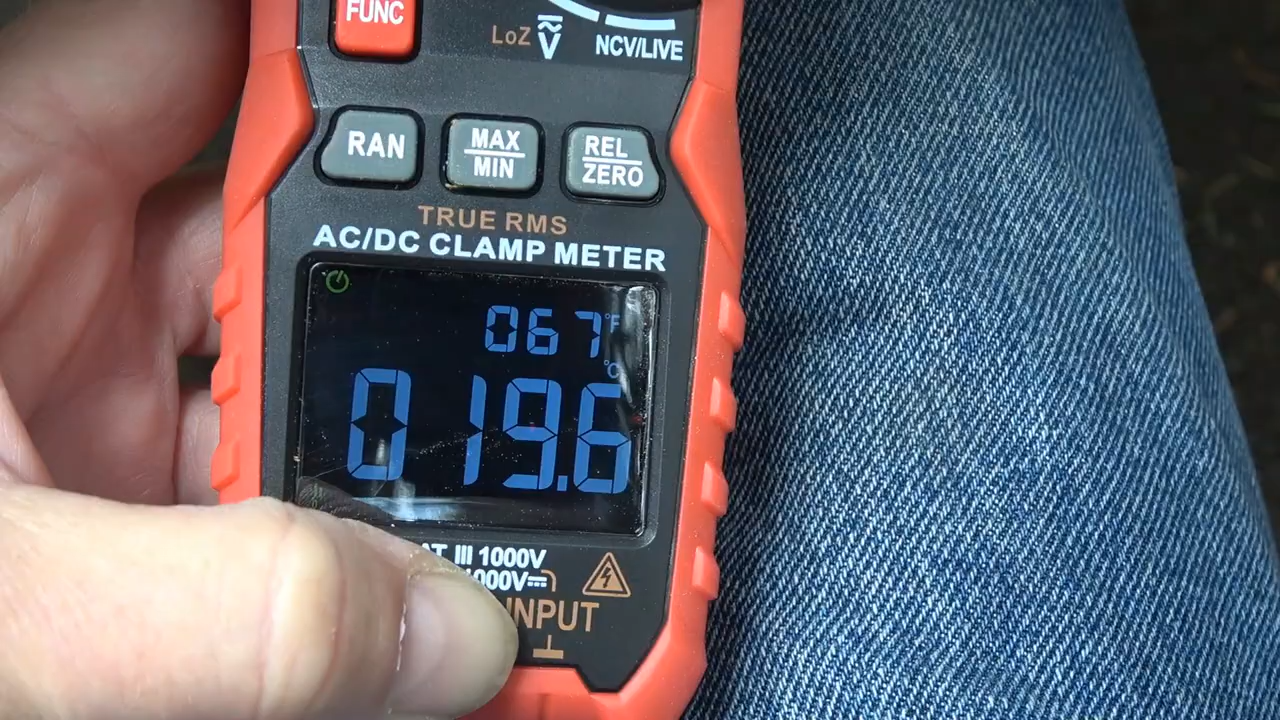 FUNC
LoZ V
NCV/LIVE
RAN
MAX
MIN
REL
ZERO
TRUE RMS
AC/DC CLAMP METER
067°F
°C
019.6
III 1000V
INPUT